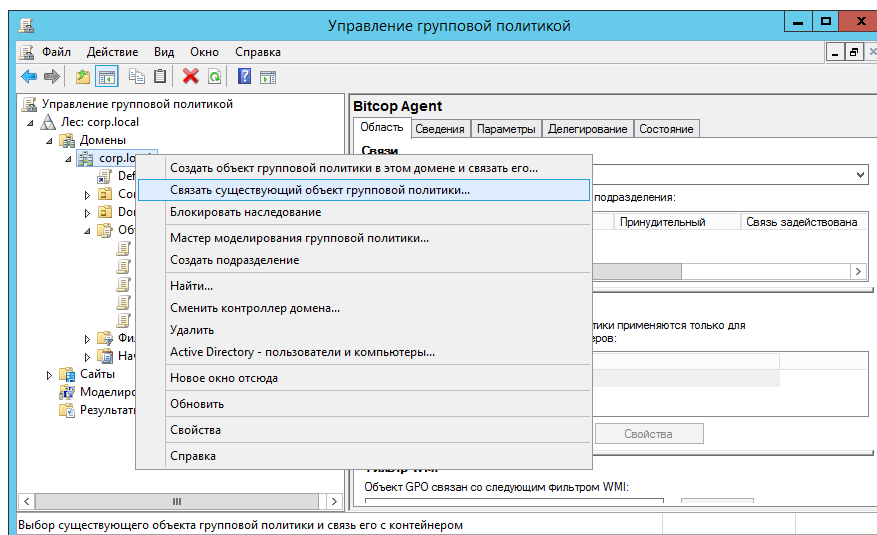 Управление групповой политикой
Файл Действие Вид Окно Справка
Управление групповой политикой
Лес: corp.local
Домены
Сайты
Bitcop Agent
Область Сведения Параметры Делегирование Состояние
Связи
подразделения:
Принудительный Связь задействована
применяются только для
Свойства
Объект GPO связан со следующим фильтром WMI:
Создать объект групповой политики в этом домене и связать его...
Связать существующий объект групповой политики...
Блокировать наследование
Мастер моделирования групповой политики...
Создать подразделение
Найти...
Сменить контроллер домена...
Удалить
Active Directory - пользователи и компьютеры...
Новое окно отсюда
Обновить
Свойства
Справка
Выбор существующего объекта групповой политики и связь его с контейнером